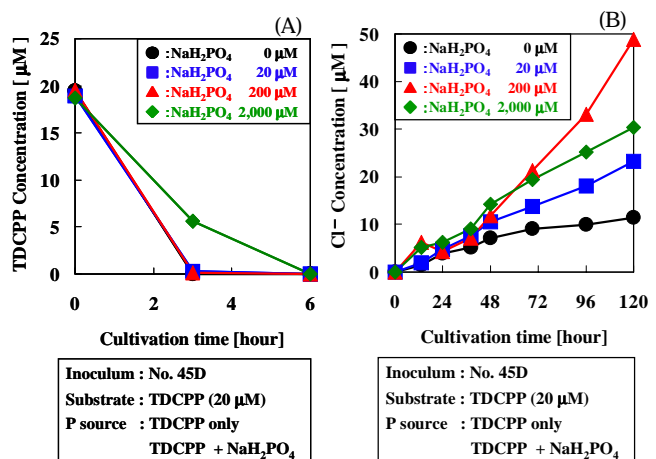 (A)
TDCPP Concentration [ μM]
25
20
15
10
5
0
:NaH₂PO₄ 0 μM
:NaH₂PO₄ 20 μM
:NaH₂PO₄ 200 μM
:NaH₂PO₄ 2,000 μM
0 2 4 6
Cultivation time [hour]
Inoculum : No. 45D
Substrate : TDCPP (20 μM)
P source : TDCPP only
TDCPP + NaH₂PO₄
(B)
Cl− Concentration [ μM]
50
40
30
20
10
0
:NaH₂PO₄ 0 μM
:NaH₂PO₄ 20 μM
:NaH₂PO₄ 200 μM
:NaH₂PO₄ 2,000 μM
0 24 48 72 96 120
Cultivation time [hour]
Inoculum : No. 45D
Substrate : TDCPP (20 μM)
P source : TDCPP only
TDCPP + NaH₂PO₄